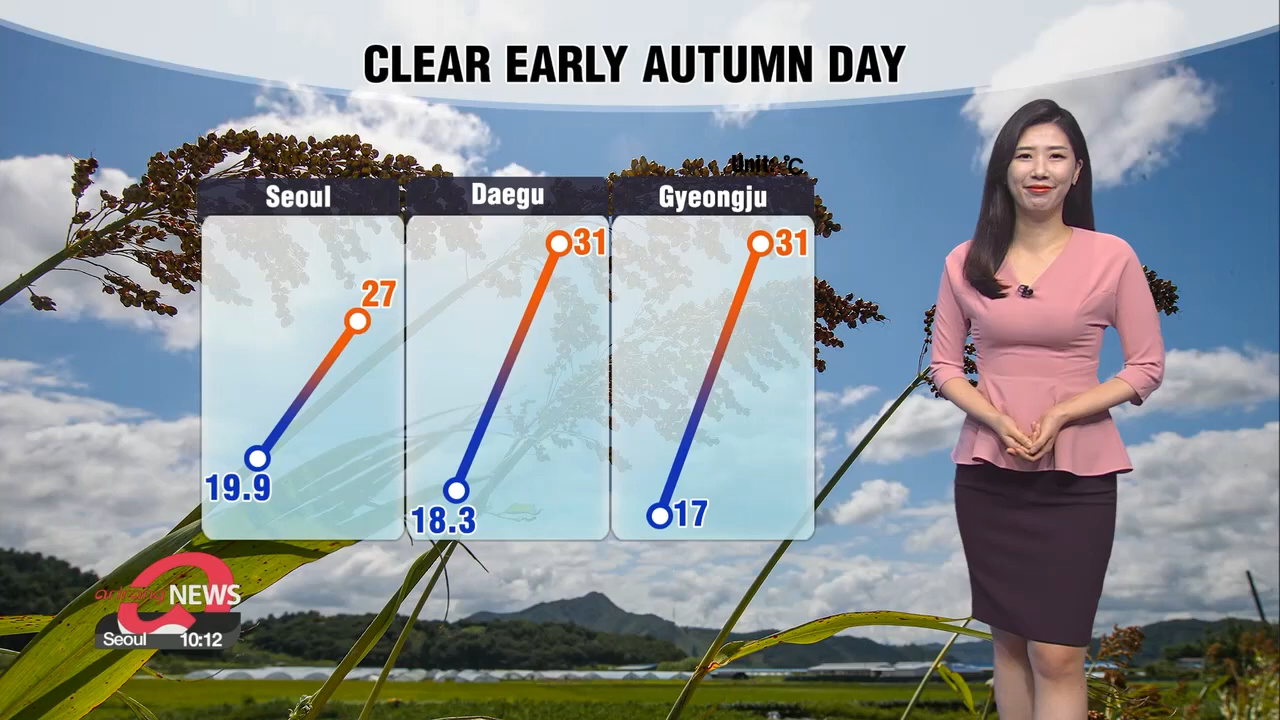 CLEAR EARLY AUTUMN DAY
Unit: ℃
Seoul
Daegu
Gyeongju
31
31
27
19.9
18.3
17
NEWS
Seoul 10:12